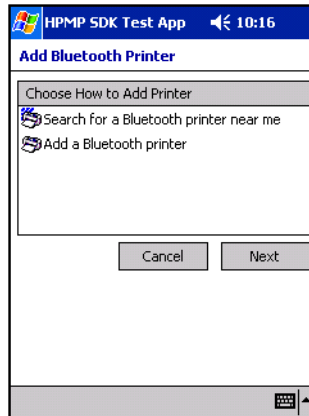 HPMP SDK Test App 10:16
Add Bluetooth Printer
Choose How to Add Printer
Search for a Bluetooth printer near me
Add a Bluetooth printer
Cancel Next